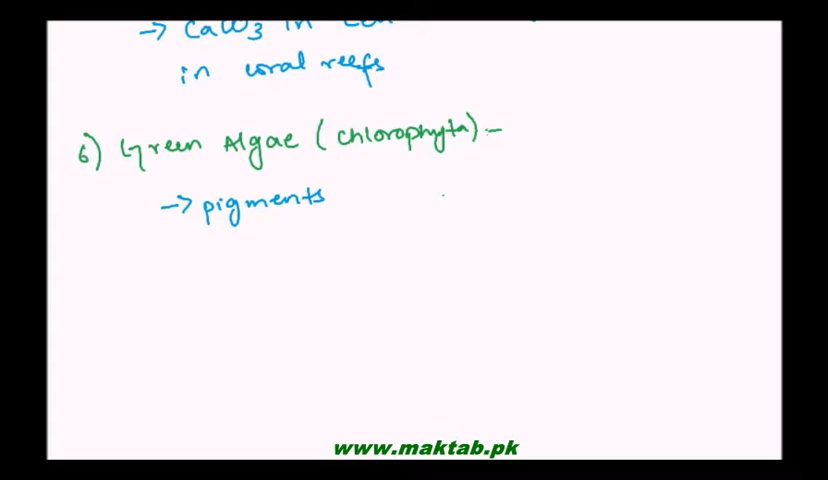 → CaCO3 in
in coral reefs
6) Green Algae (Chlorophyta) :-
→ pigments
www.maktab.pk